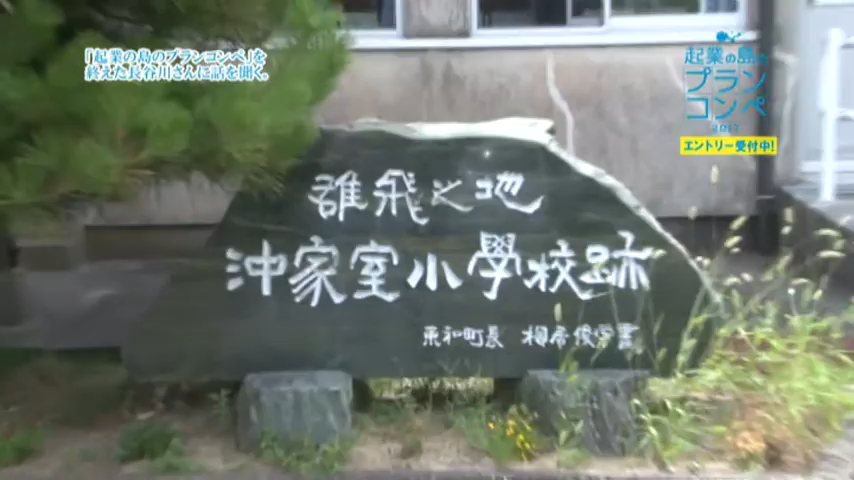 「起業の島のプランコンペ」を
終えた長谷川さんに話を聞く。
起業の島の
プラン
コンペ
2013
エントリー受付中!
雄飛之地
沖家室小學校跡
東和町長